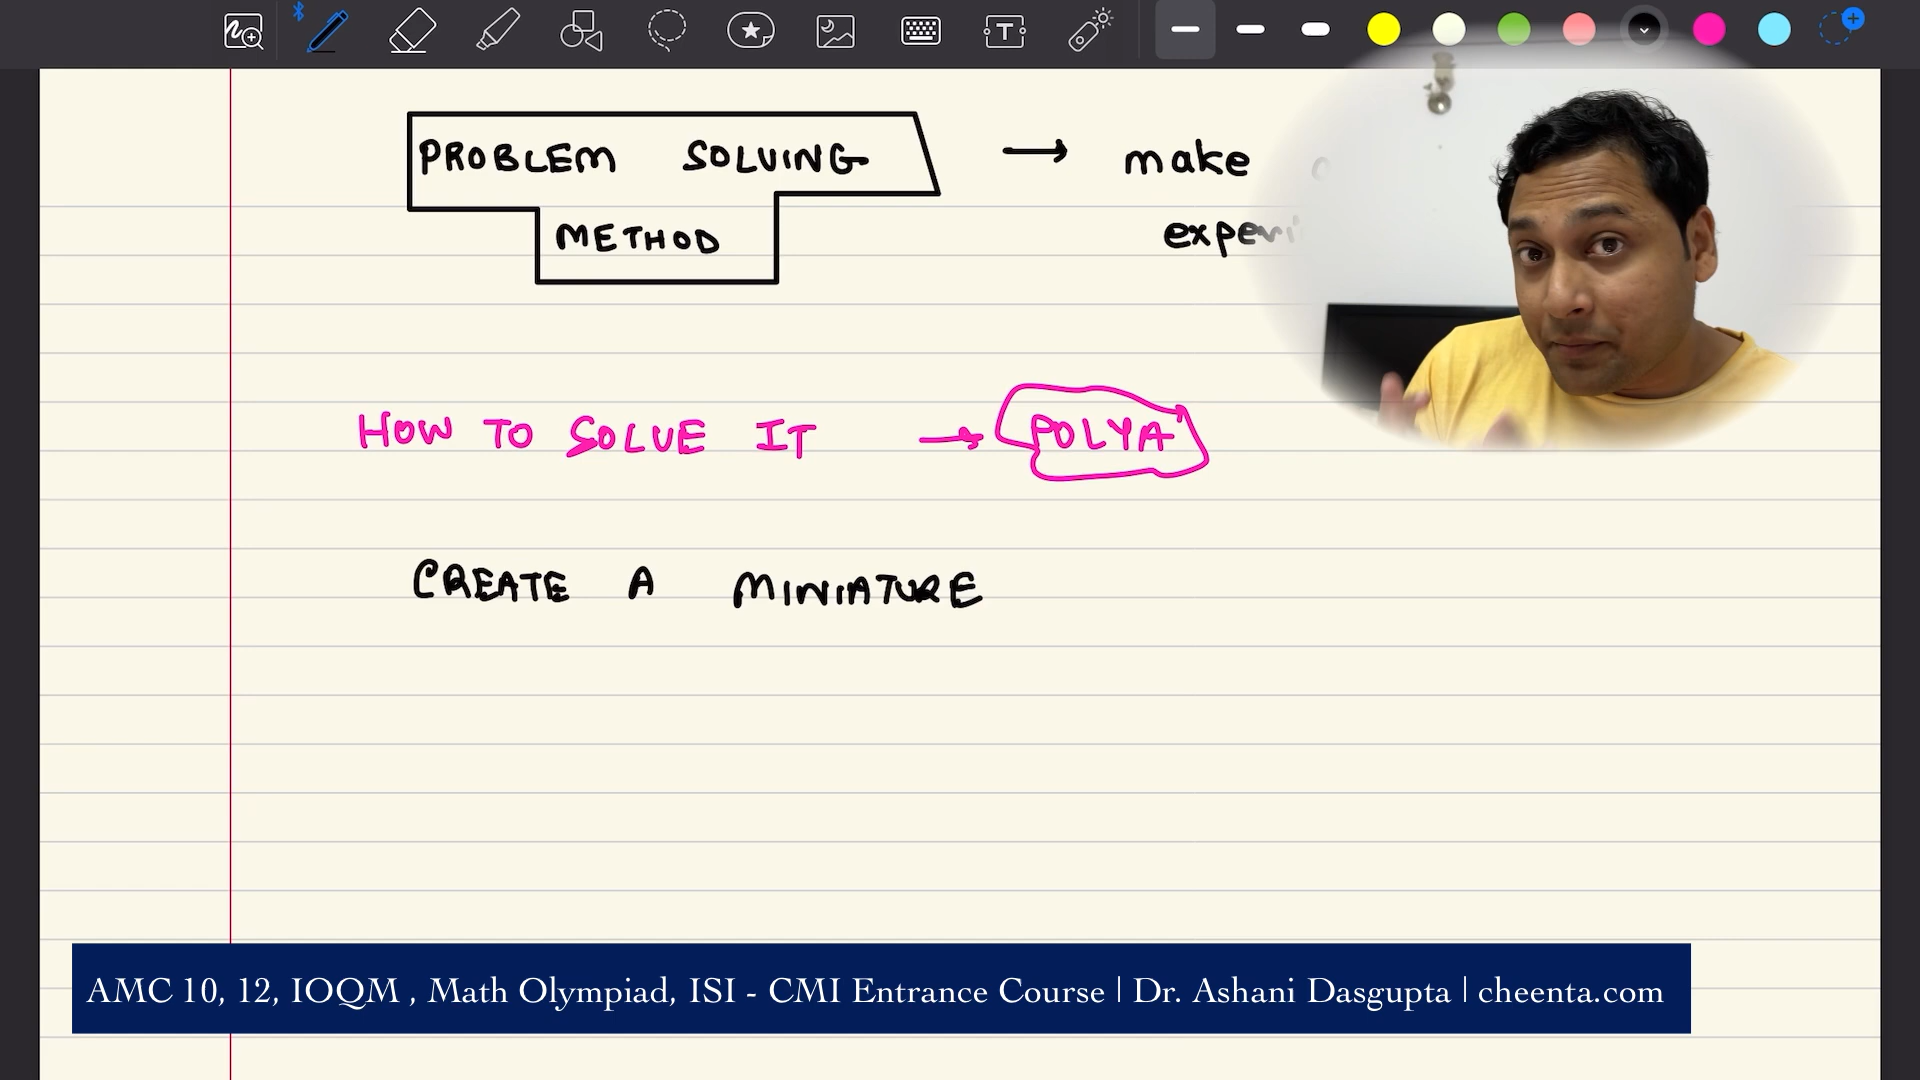 PROBLEM SOLVING → make
METHOD
HOW TO SOLVE IT → POLYA
CREATE A MINIATURE
AMC 10, 12, IOQM , Math Olympiad, ISI - CMI Entrance Course | Dr. Ashani Dasgupta | cheenta.com